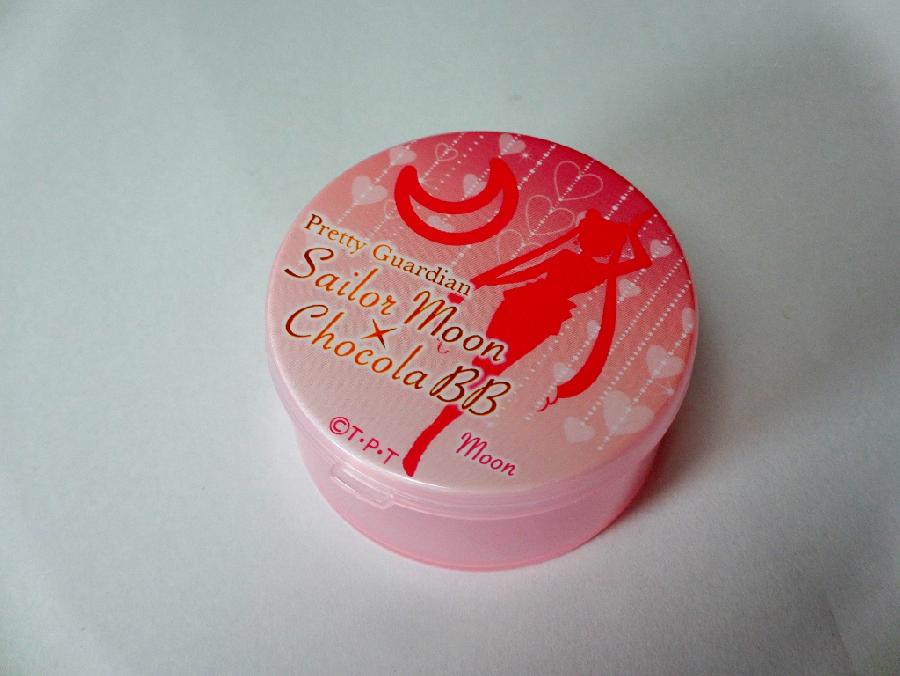 Pretty Guardian
Sailor Moon
×
Chocola BB
©T・P・T
Moon